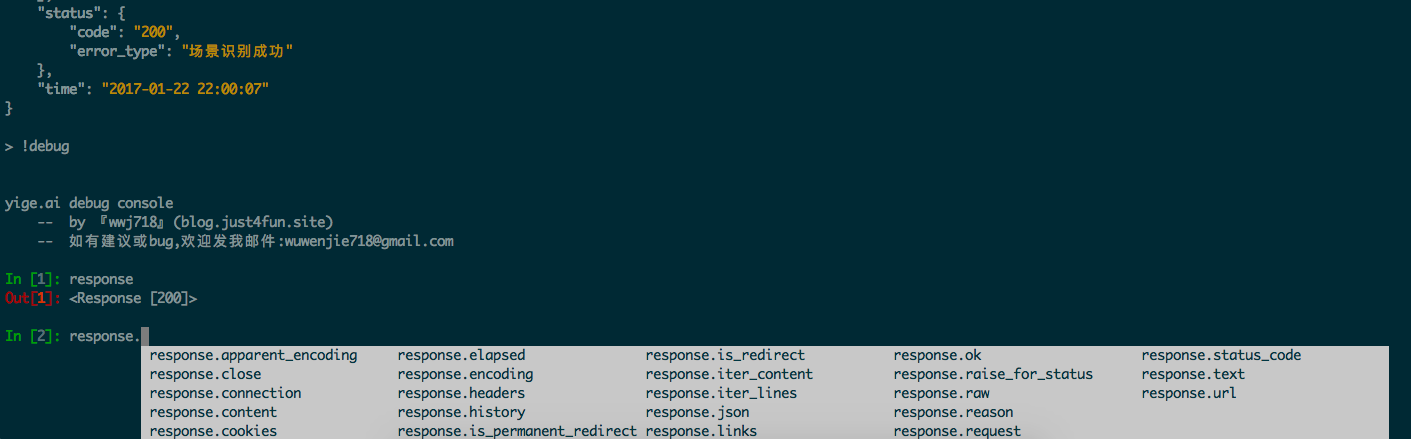 "status": {
"code": "200",
"error_type": "场景识别成功"
},
"time": "2017-01-22 22:00:07"
}
> !debug
yige.ai debug console
-- by 『wwj718』(blog.just4fun.site)
-- 如有建议或bug,欢迎发我邮件:wuwenjie718@gmail.com
In [1]: response
Out[1]: <Response [200]>
In [2]: response.
response.apparent_encoding response.elapsed response.is_redirect response.ok response.status_code
response.close response.encoding response.iter_content response.raise_for_status response.text
response.connection response.headers response.iter_lines response.raw response.url
response.content response.history response.json response.reason
response.cookies response.is_permanent_redirect response.links response.request